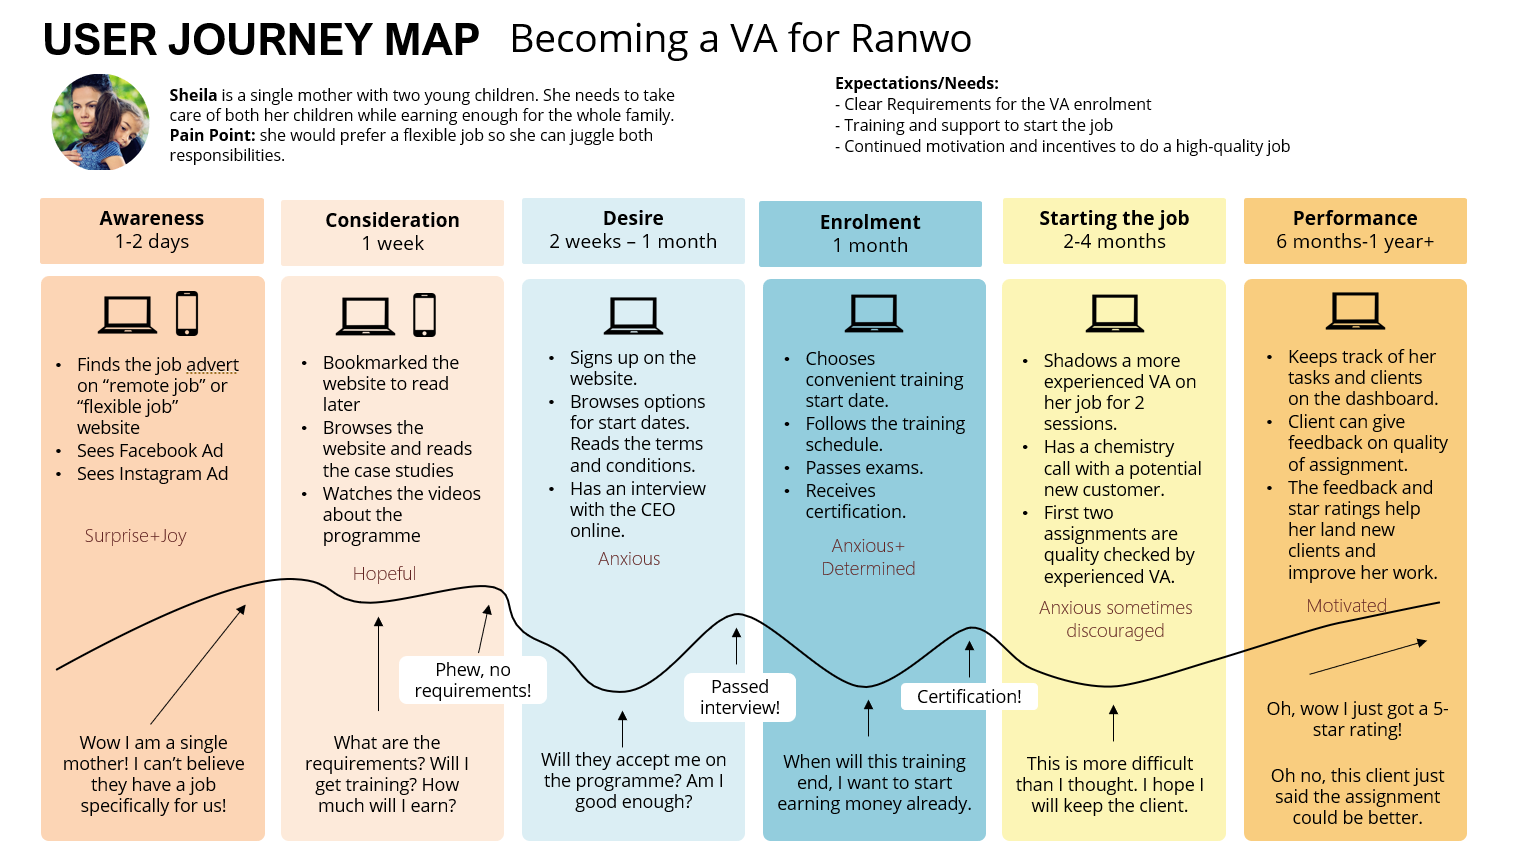 USER JOURNEY MAP Becoming a VA for Ranwo
Sheila is a single mother with two young children. She needs to take
care of both her children while earning enough for the whole family.
Pain Point: she would prefer a flexible job so she can juggle both
responsibilities.
Expectations/Needs:
- Clear Requirements for the VA enrolment
- Training and support to start the job
- Continued motivation and incentives to do a high-quality job
Awareness
1-2 days
• Finds the job advert
on “remote job” or
“flexible job”
website
• Sees Facebook Ad
• Sees Instagram Ad
Surprise+Joy
Wow I am a single
mother! I can’t believe
they have a job
specifically for us!
Consideration
1 week
• Bookmarked the
website to read
later
• Browses the
website and reads
the case studies
• Watches the videos
about the
programme
Hopeful
Phew, no
requirements!
What are the
requirements? Will I
get training? How
much will I earn?
Desire
2 weeks – 1 month
• Signs up on the
website.
• Browses options
for start dates.
Reads the terms
and conditions.
• Has an interview
with the CEO
online.
Anxious
Passed
interview!
Will they accept me on
the programme? Am I
good enough?
Enrolment
1 month
• Chooses
convenient training
start date.
• Follows the training
schedule.
• Passes exams.
• Receives
certification.
Anxious+
Determined
Certification!
When will this training
end, I want to start
earning money already.
Starting the job
2-4 months
• Shadows a more
experienced VA on
her job for 2
sessions.
• Has a chemistry
call with a potential
new customer.
• First two
assignments are
quality checked by
experienced VA.
Anxious sometimes
discouraged
This is more difficult
than I thought. I hope I
will keep the client.
Performance
6 months-1 year+
• Keeps track of her
tasks and clients
on the dashboard.
• Client can give
feedback on quality
of assignment.
• The feedback and
star ratings help
her land new
clients and
improve her work.
Motivated
Oh, wow I just got a 5-
star rating!
Oh no, this client just
said the assignment
could be better.